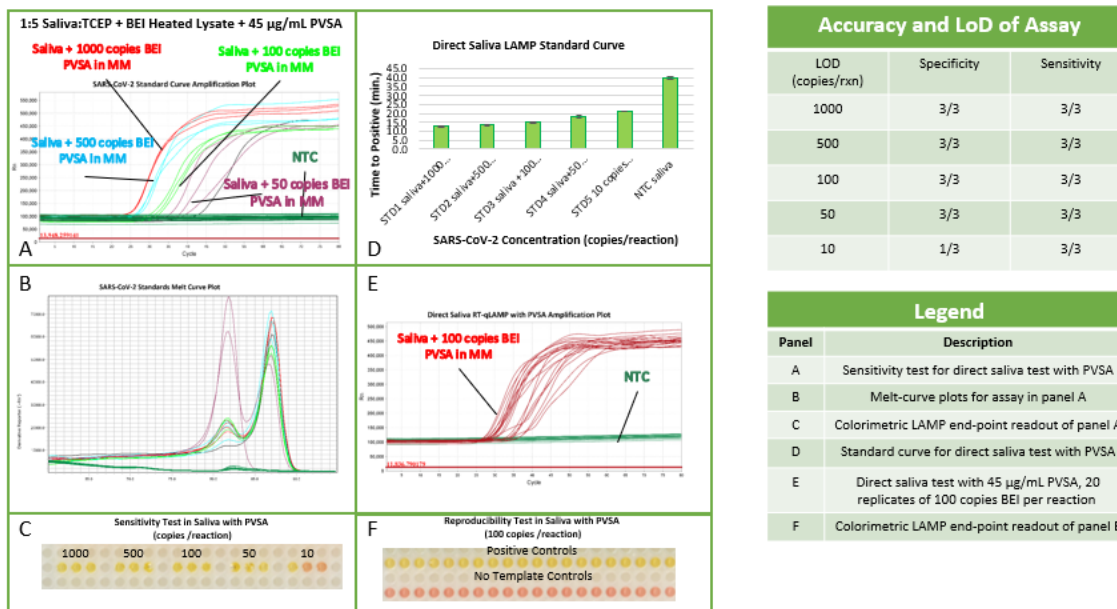 1:5 Saliva:TCEP + BEI Heated Lysate + 45 µg/mL PVSA
Saliva + 1000 copies BEI
PVSA in MM
Saliva + 100 copies BEI
PVSA in MM
SARS-CoV-2 Standard Curve Amplification Plot
Saliva + 500 copies BEI
PVSA in MM
NTC
Saliva + 50 copies BEI
PVSA in MM
Cycle
A
Direct Saliva LAMP Standard Curve
Time to Positive (min.)
45.0
40.0
35.0
30.0
25.0
20.0
15.0
10.0
5.0
0.0
STD1 saliva+1000...
STD2 saliva+500...
STD3 saliva +100...
STD4 saliva+50...
STD5 10 copies...
NTC saliva
SARS-CoV-2 Concentration (copies/reaction)
D
B
SARS-CoV-2 Standards Melt Curve Plot
E
Direct Saliva RT-qLAMP with PVSA Amplification Plot
Saliva + 100 copies BEI
PVSA in MM
NTC
Cycle
C
Sensitivity Test in Saliva with PVSA
(copies /reaction)
1000 500 100 50 10
F
Reproducibility Test in Saliva with PVSA
(100 copies /reaction)
Positive Controls
No Template Controls
Accuracy and LoD of Assay
LOD (copies/rxn) Specificity Sensitivity
1000 3/3 3/3
500 3/3 3/3
100 3/3 3/3
50 3/3 3/3
10 1/3 3/3
Legend
Panel Description
A Sensitivity test for direct saliva test with PVSA
B Melt-curve plots for assay in panel A
C Colorimetric LAMP end-point readout of panel A
D Standard curve for direct saliva test with PVSA
E Direct saliva test with 45 µg/mL PVSA, 20
replicates of 100 copies BEI per reaction
F Colorimetric LAMP end-point readout of panel E